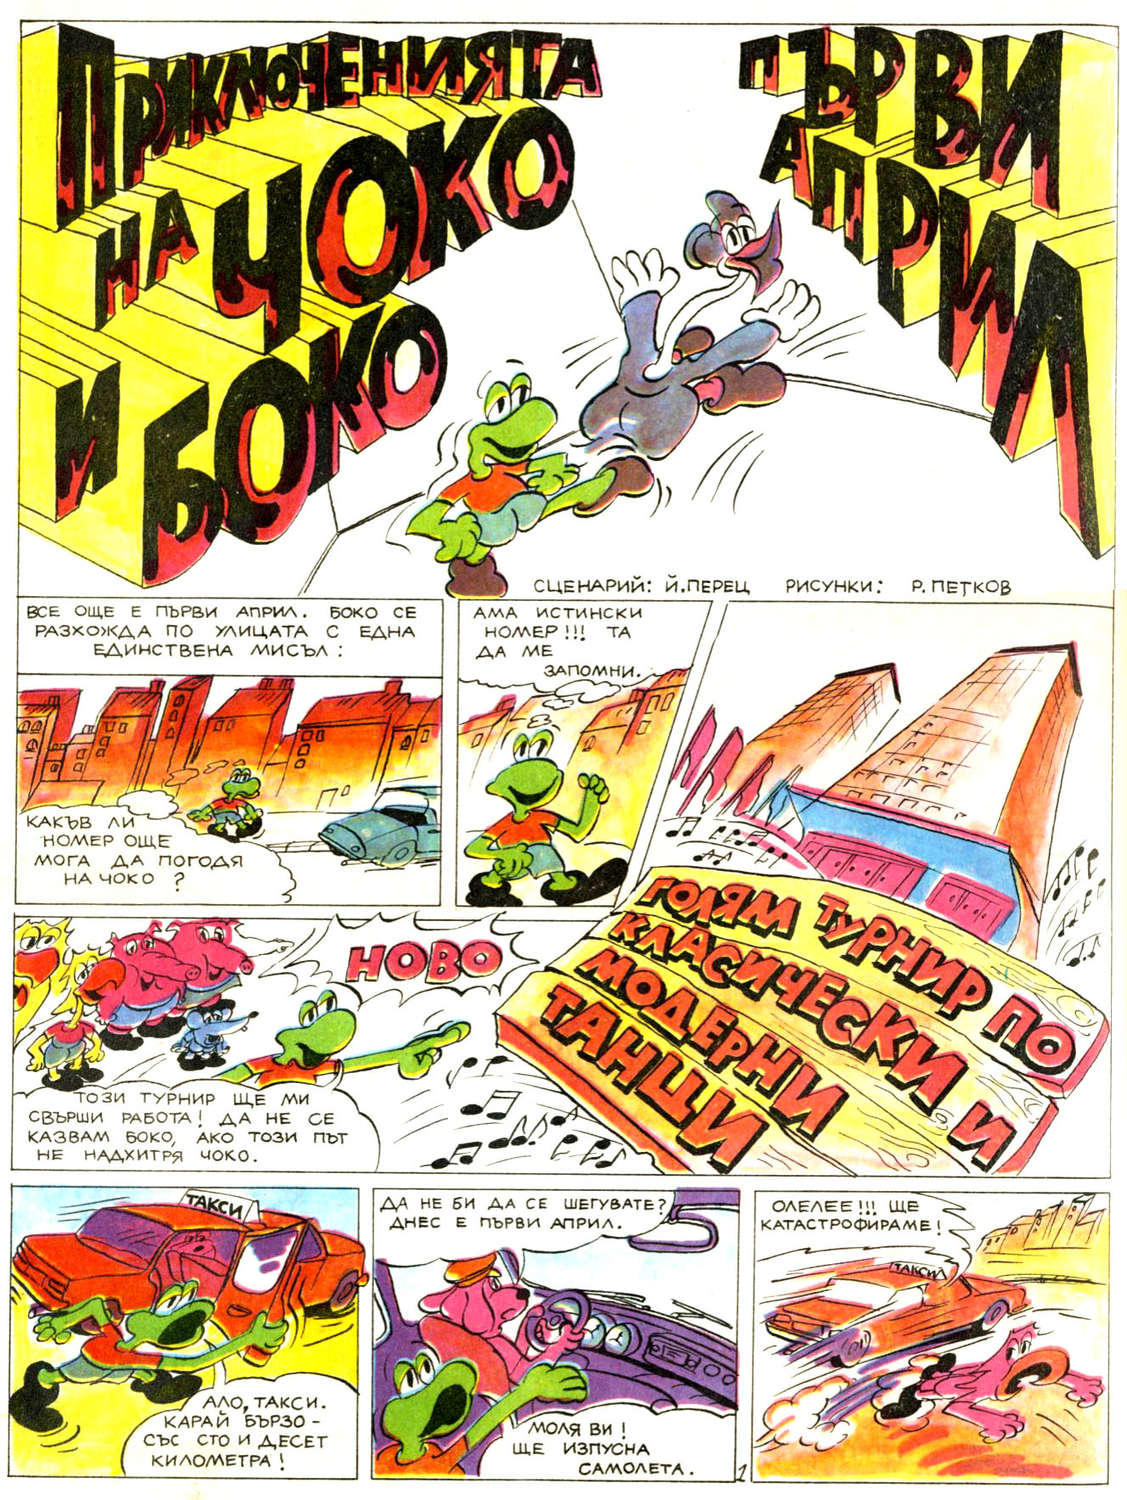 ПРИКЛЮЧЕНИЯТА
НА ЧОКО
И БОКО
ПЪРВИ
АПРИЛ
СЦЕНАРИЙ: Й.ПЕРЕЦ РИСУНКИ: Р.ПЕТКОВ
ВСЕ ОЩЕ Е ПЪРВИ АПРИЛ. БОКО СЕ
РАЗХОЖДА ПО УЛИЦАТА С ЕДНА
ЕДИНСТВЕНА МИСЪЛ:
КАКЪВ ЛИ
НОМЕР ОЩЕ
МОГА ДА ПОГОДЯ
НА ЧОКО ?
АМА ИСТИНСКИ
НОМЕР!!! ТА
ДА МЕ
ЗАПОМНИ.
ГОЛЯМ ТУРНИР ПО
КЛАСИЧЕСКИ И
МОДЕРНИ
ТАНЦИ
НОВО
ТОЗИ ТУРНИР ЩЕ МИ
СВЪРШИ РАБОТА! ДА НЕ СЕ
КАЗВАМ БОКО, АКО ТОЗИ ПЪТ
НЕ НАДХИТРЯ ЧОКО.
ТАКСИ
АЛО, ТАКСИ.
КАРАЙ БЪРЗО -
СЪС СТО И ДЕСЕТ
КИЛОМЕТРА!
ДА НЕ БИ ДА СЕ ШЕГУВАТЕ?
ДНЕС Е ПЪРВИ АПРИЛ.
МОЛЯ ВИ!
ЩЕ ИЗПУСНА
САМОЛЕТА.
1
ОЛЕЛЕЕ!!! ЩЕ
КАТАСТРОФИРАМЕ!
ТАКСИ